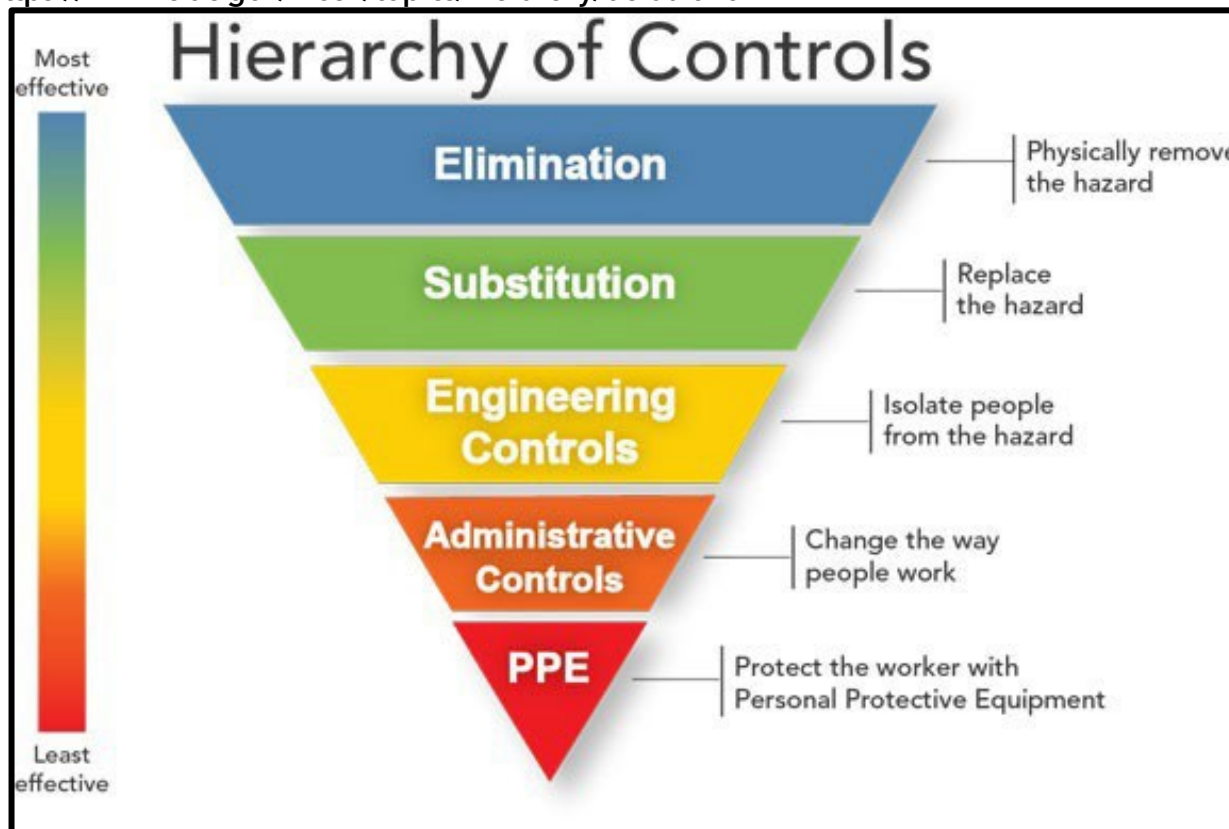 Hierarchy of Controls
Most
effective
Elimination
Physically remove
the hazard
Substitution
Replace
the hazard
Engineering
Controls
Isolate people
from the hazard
Administrative
Controls
Change the way
people work
PPE
Protect the worker with
Personal Protective Equipment
Least
effective